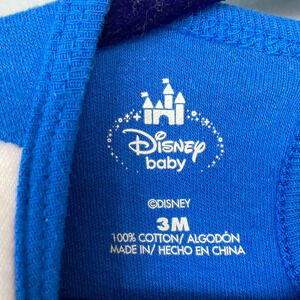 Disney
baby
©DISNEY
3M
100% COTTON/ ALGODÓN
MADE IN/ HECHO EN CHINA